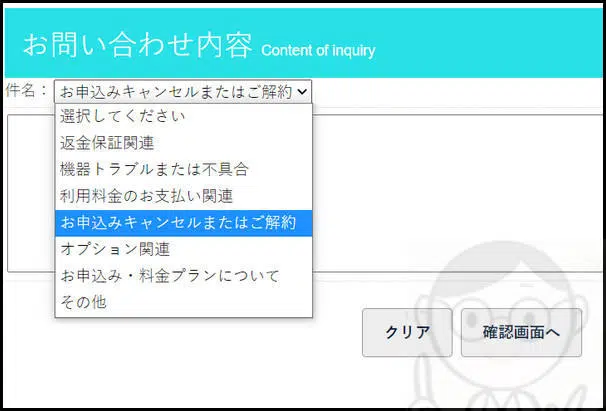 お問い合わせ内容 Content of inquiry
件名： お申込みキャンセルまたはご解約
選択してください
返金保証関連
機器トラブルまたは不具合
利用料金のお支払い関連
お申込みキャンセルまたはご解約
オプション関連
お申込み・料金プランについて
その他
クリア 確認画面へ